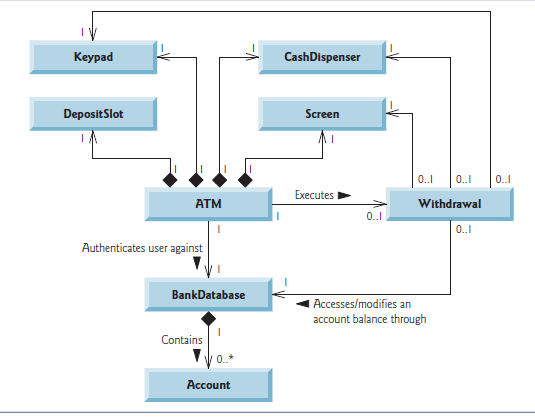 1
1
1
1
Keypad
CashDispenser
DepositSlot
Screen
1
1
1
1
1
1
0..1
0..1
0..1
ATM
Executes
1
0..1
Withdrawal
1
0..1
Authenticates user against
1
1
BankDatabase
Accesses/modifies an
account balance through
1
Contains
0..*
Account